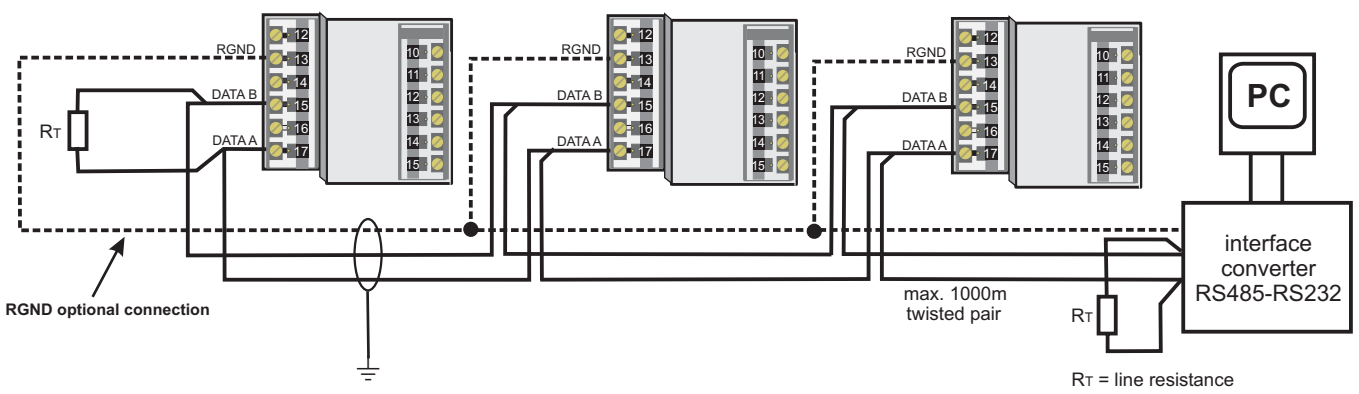 12
RGND 13
14
DATA B 15
16
DATA A 17
10
11
12
13
14
15
RT
12
RGND 13
14
DATA B 15
16
DATA A 17
10
11
12
13
14
15
12
RGND 13
14
DATA B 15
16
DATA A 17
10
11
12
13
14
15
PC
interface
converter
RS485-RS232
RGND optional connection
max. 1000m
twisted pair
RT
RT = line resistance